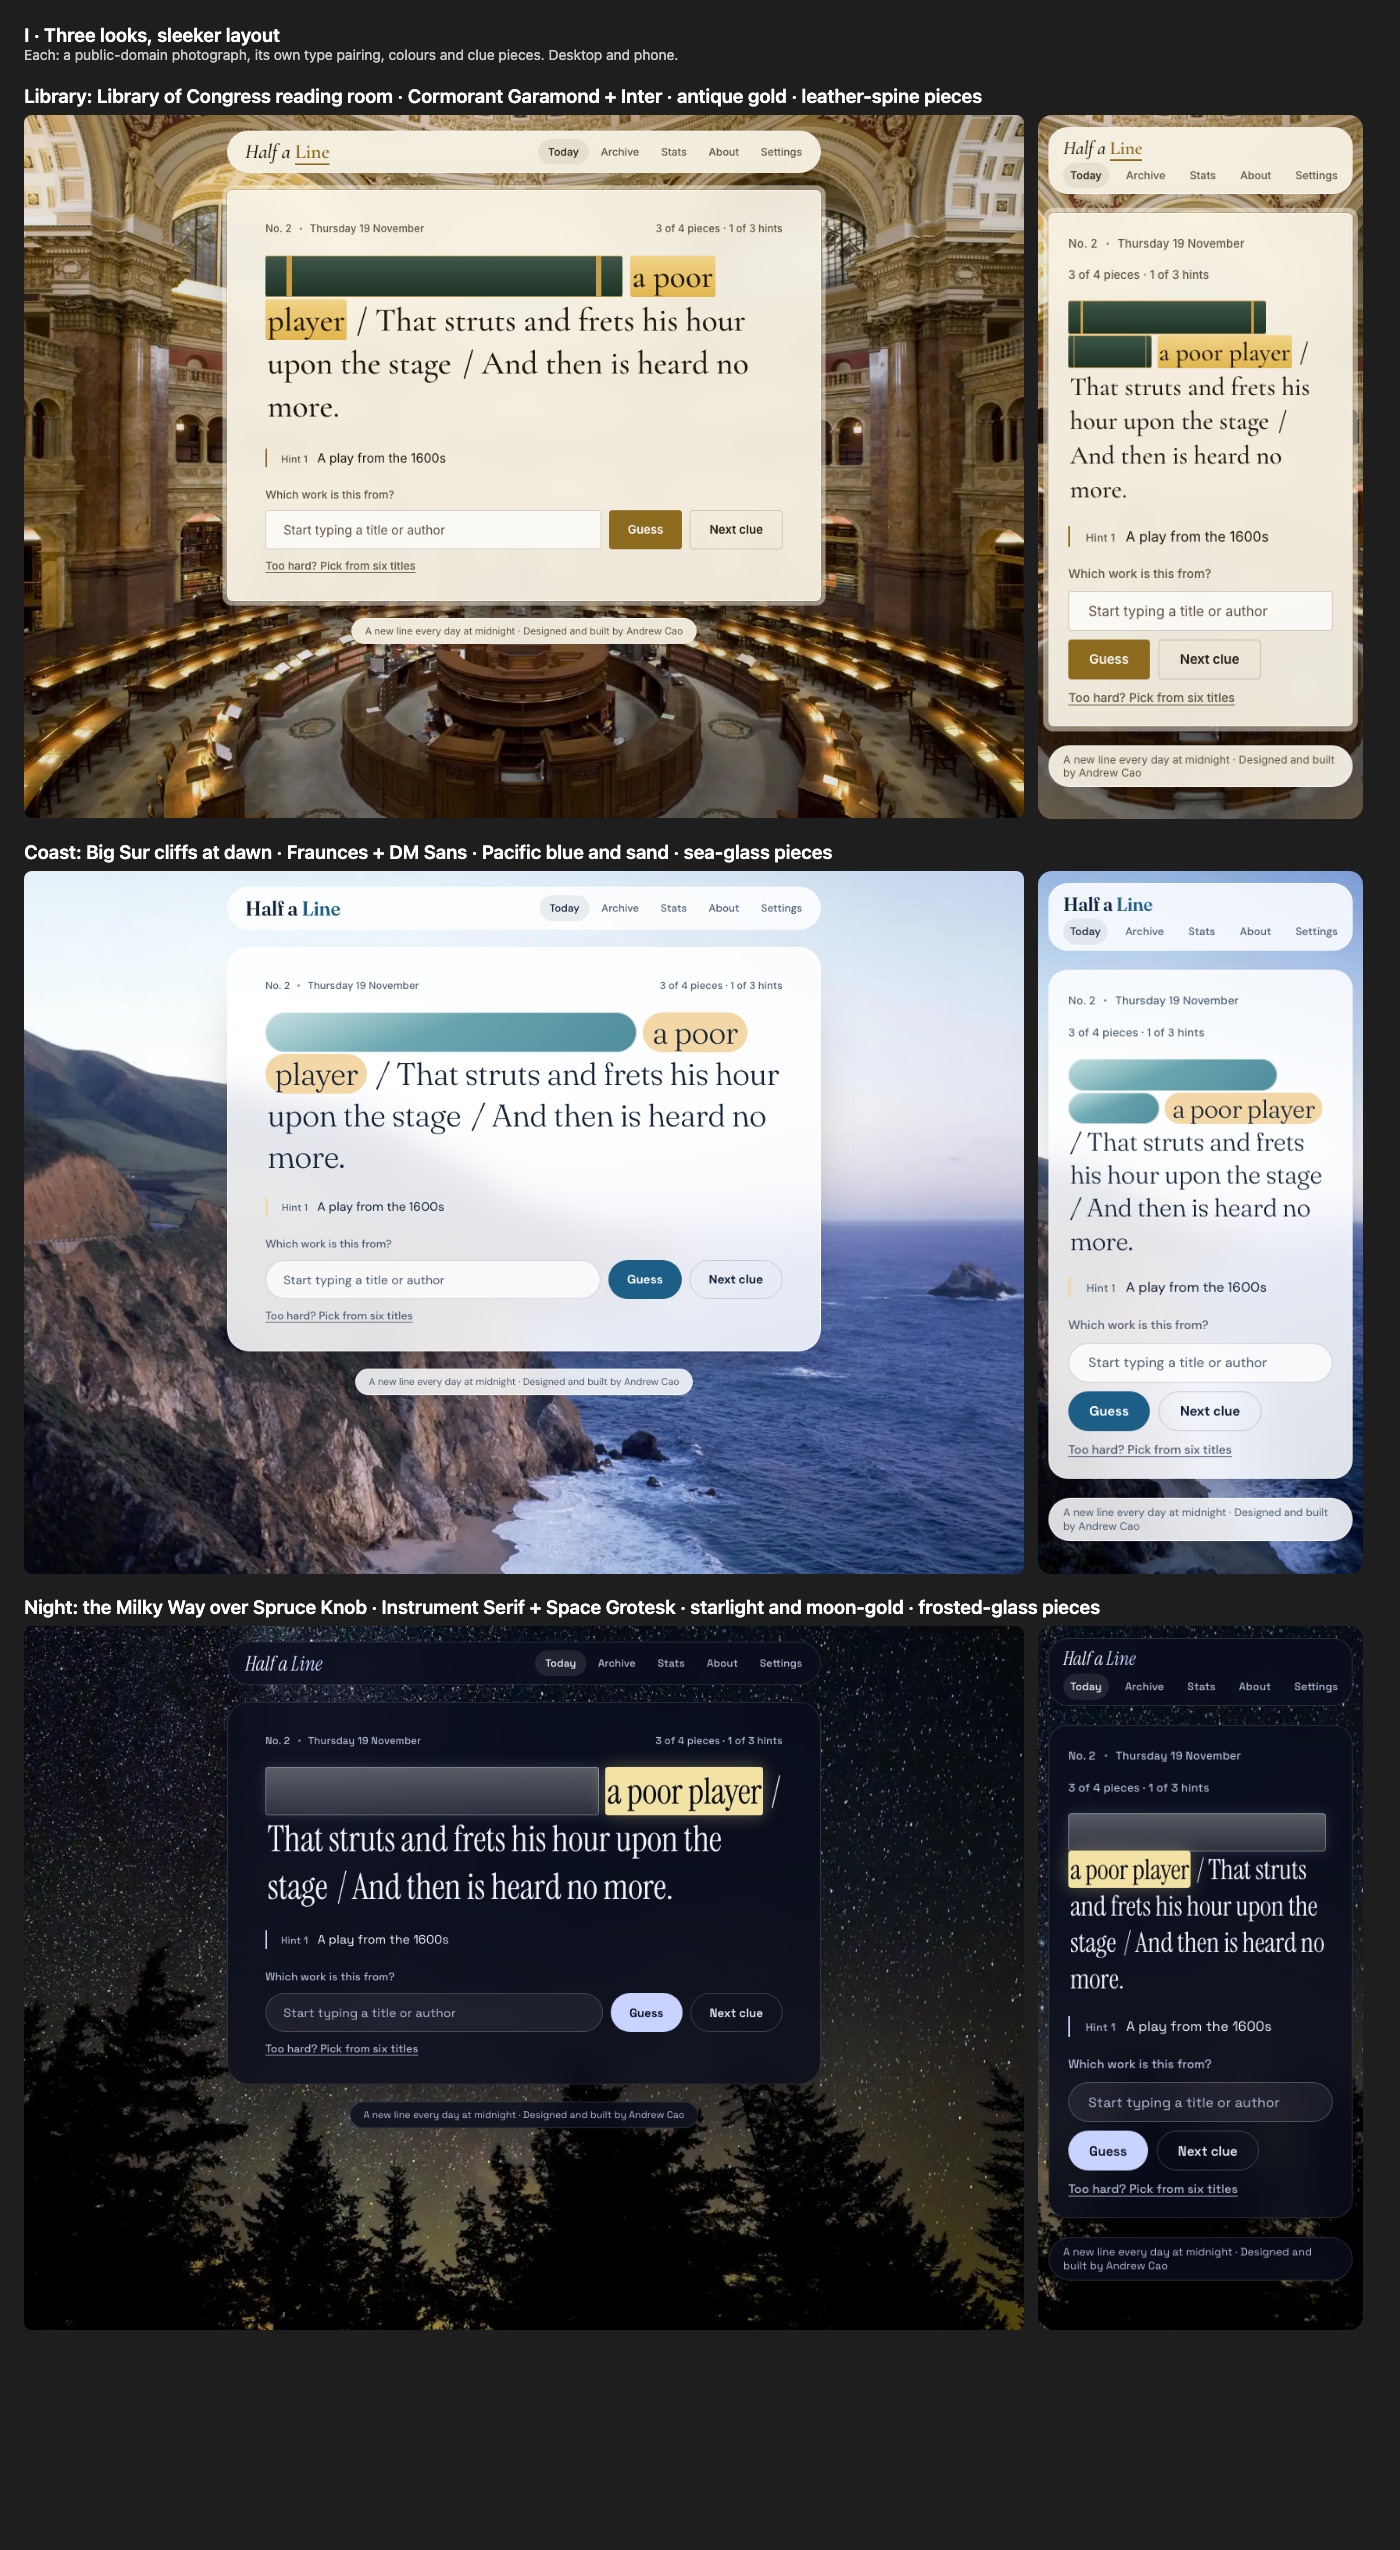 I · Three looks, sleeker layout
Each: a public-domain photograph, its own type pairing, colours and clue pieces. Desktop and phone.
Library: Library of Congress reading room · Cormorant Garamond + Inter · antique gold · leather-spine pieces
Half a Line
Today Archive Stats About Settings
No. 2 · Thursday 19 November
3 of 4 pieces · 1 of 3 hints
a poor
player / That struts and frets his hour
upon the stage / And then is heard no
more.
Hint 1 A play from the 1600s
Which work is this from?
Start typing a title or author
Guess
Next clue
Too hard? Pick from six titles
A new line every day at midnight · Designed and built by Andrew Cao
Half a Line
Today Archive Stats About Settings
No. 2 · Thursday 19 November
3 of 4 pieces · 1 of 3 hints
a poor player /
That struts and frets his
hour upon the stage /
And then is heard no
more.
Hint 1 A play from the 1600s
Which work is this from?
Start typing a title or author
Guess
Next clue
Too hard? Pick from six titles
A new line every day at midnight · Designed and built
by Andrew Cao
Coast: Big Sur cliffs at dawn · Fraunces + DM Sans · Pacific blue and sand · sea-glass pieces
Half a Line
Today Archive Stats About Settings
No. 2 · Thursday 19 November
3 of 4 pieces · 1 of 3 hints
a poor
player / That struts and frets his hour
upon the stage / And then is heard no
more.
Hint 1 A play from the 1600s
Which work is this from?
Start typing a title or author
Guess
Next clue
Too hard? Pick from six titles
A new line every day at midnight · Designed and built by Andrew Cao
Half a Line
Today Archive Stats About Settings
No. 2 · Thursday 19 November
3 of 4 pieces · 1 of 3 hints
a poor player
/ That struts and frets
his hour upon the stage
/ And then is heard no
more.
Hint 1 A play from the 1600s
Which work is this from?
Start typing a title or author
Guess
Next clue
Too hard? Pick from six titles
A new line every day at midnight · Designed and built
by Andrew Cao
Night: the Milky Way over Spruce Knob · Instrument Serif + Space Grotesk · starlight and moon-gold · frosted-glass pieces
Half a Line
Today Archive Stats About Settings
No. 2 · Thursday 19 November
3 of 4 pieces · 1 of 3 hints
a poor player /
That struts and frets his hour upon the
stage / And then is heard no more.
Hint 1 A play from the 1600s
Which work is this from?
Start typing a title or author
Guess
Next clue
Too hard? Pick from six titles
A new line every day at midnight · Designed and built by Andrew Cao
Half a Line
Today Archive Stats About Settings
No. 2 · Thursday 19 November
3 of 4 pieces · 1 of 3 hints
a poor player / That struts
and frets his hour upon the
stage / And then is heard no
more.
Hint 1 A play from the 1600s
Which work is this from?
Start typing a title or author
Guess
Next clue
Too hard? Pick from six titles
A new line every day at midnight · Designed and
built by Andrew Cao